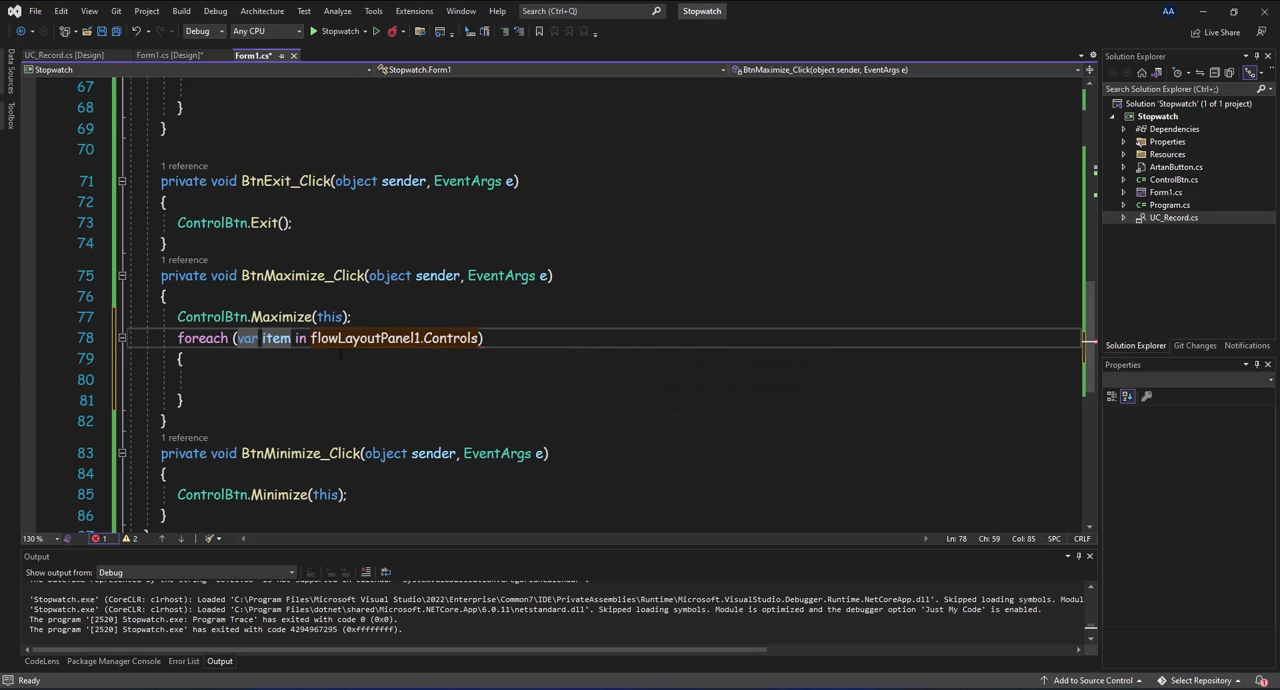 File Edit View Git Project Build Debug Architecture Test Analyze Tools Extensions Window Help Search (Ctrl+Q) Stopwatch AA
Debug Any CPU Stopwatch Live Share
UC_Record.cs [Design] Form1.cs [Design]* Form1.cs*
Stopwatch Stopwatch.Form1 BtnMaximize_Click(object sender, EventArgs e)
Data Sources
Toolbox
67
68 }
69 }
70
1 reference
71 private void BtnExit_Click(object sender, EventArgs e)
72 {
73 ControlBtn.Exit();
74 }
1 reference
75 private void BtnMaximize_Click(object sender, EventArgs e)
76 {
77 ControlBtn.Maximize(this);
78 foreach (var item in flowLayoutPanel1.Controls)
79 {
80
81 }
82 }
1 reference
83 private void BtnMinimize_Click(object sender, EventArgs e)
84 {
85 ControlBtn.Minimize(this);
86 }
130 % 1 2 Ln: 78 Ch: 59 Col: 85 SPC CRLF
Output
Show output from: Debug
'Stopwatch.exe' (CoreCLR: clrhost): Loaded 'C:\Program Files\Microsoft Visual Studio\2022\Enterprise\Common7\IDE\PrivateAssemblies\Runtime\Microsoft.VisualStudio.Debugger.Runtime.NetCoreApp.dll'. Skipped loading symbols. Modul
'Stopwatch.exe' (CoreCLR: clrhost): Loaded 'C:\Program Files\dotnet\shared\Microsoft.NETCore.App\6.0.11\netstandard.dll'. Skipped loading symbols. Module is optimized and the debugger option 'Just My Code' is enabled.
The program '[2520] Stopwatch.exe: Program Trace' has exited with code 0 (0x0).
The program '[2520] Stopwatch.exe' has exited with code 4294967295 (0xffffffff).
CodeLens Package Manager Console Error List Output
Ready Add to Source Control Select Repository 1
Solution Explorer
Search Solution Explorer (Ctrl+;)
Solution 'Stopwatch' (1 of 1 project)
Stopwatch
Dependencies
Properties
Resources
ArtanButton.cs
ControlBtn.cs
Form1.cs
Program.cs
UC_Record.cs
Solution Explorer Git Changes Notifications
Properties